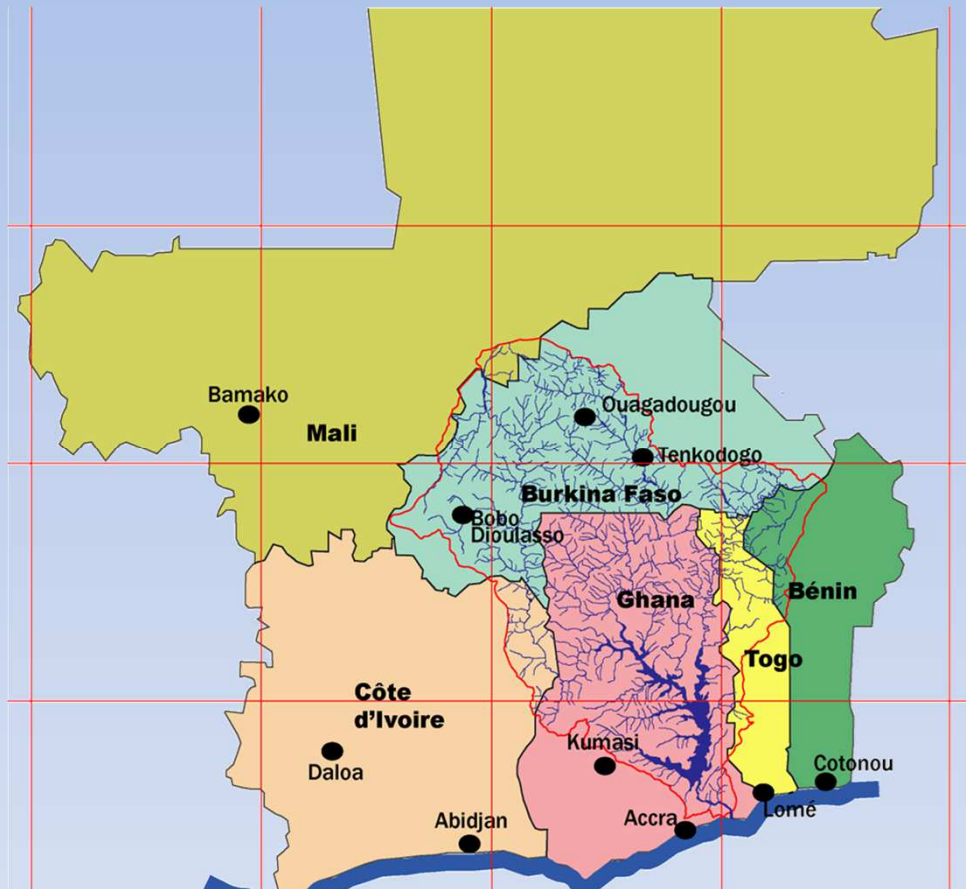 Bamako
Mali
Ouagadougou
Tenkodogo
Burkina Faso
Bobo
Dioulasso
Ghana
Bénin
Togo
Côte
d'Ivoire
Kumasi
Daloa
Cotonou
Lomé
Abidjan
Accra